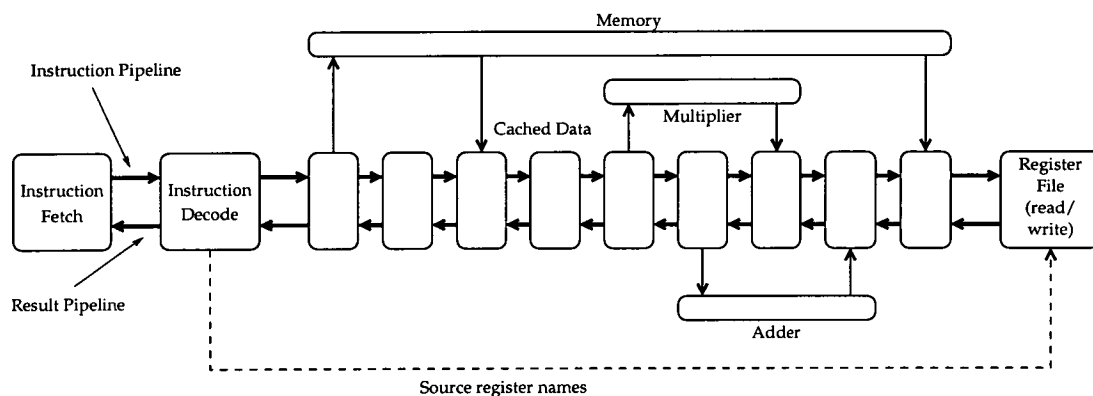 Memory
Instruction Pipeline
Multiplier
Cached Data
Instruction
Fetch
Instruction
Decode
Register
File
(read/
write)
Result Pipeline
Adder
Source register names